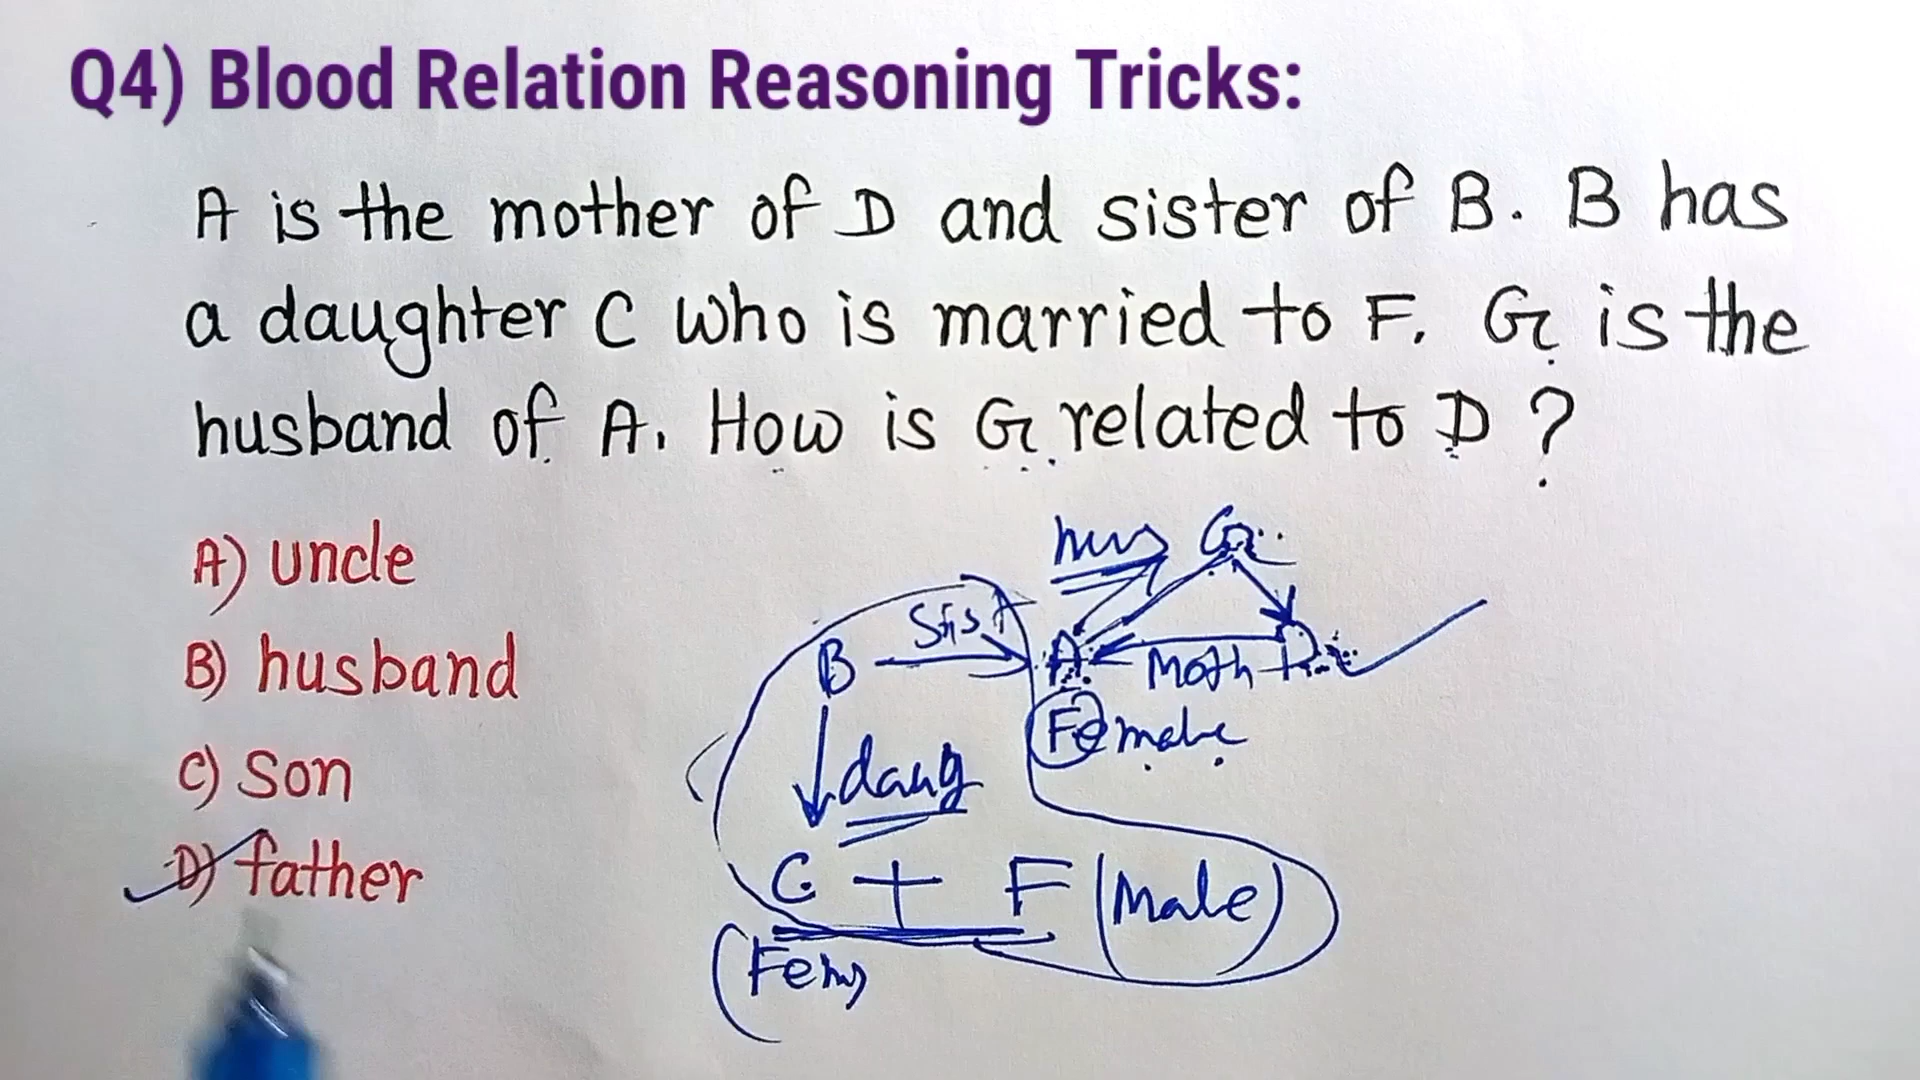 Q4) Blood Relation Reasoning Tricks:
A is the mother of D and sister of B. B has
a daughter C who is married to F. G is the
husband of A. How is G related to D ?
A) uncle
B) husband
C) son
D) father
hus G
B sist A Moth D
Female
daug
C + F (Male)
(Fem